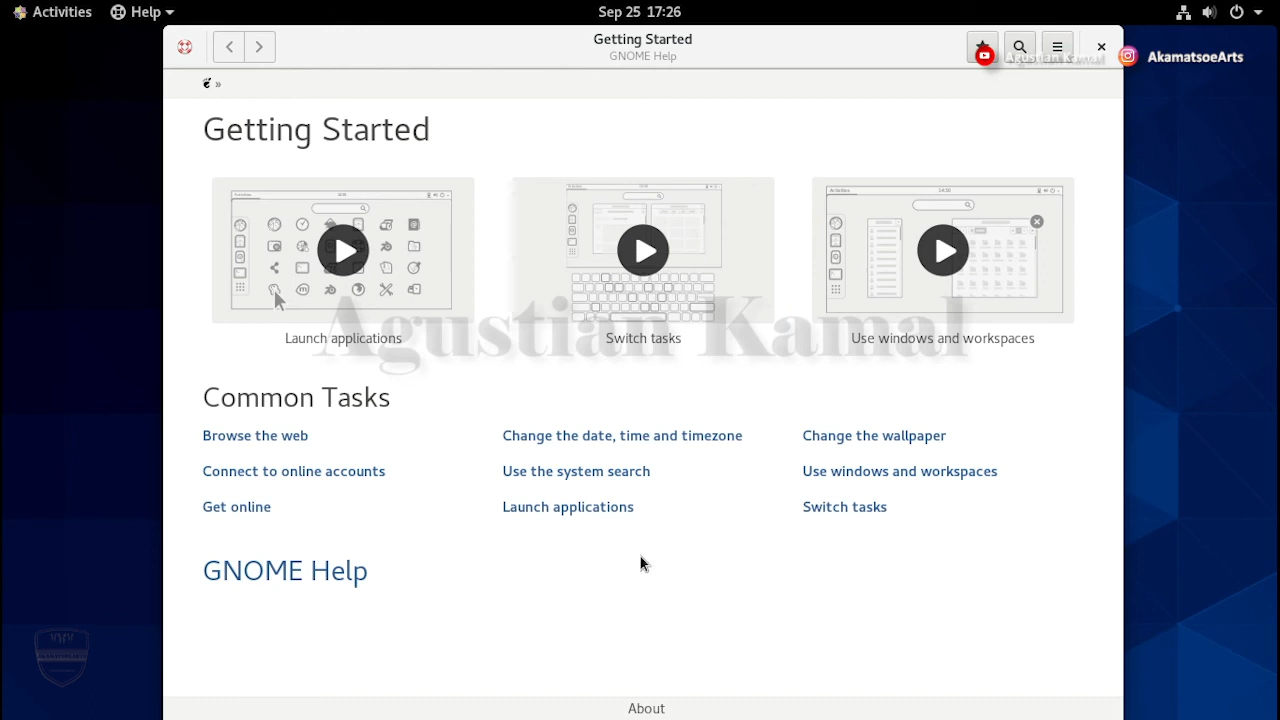 Activities Help Sep 25 17:26
Getting Started
GNOME Help
Agustian Kamal AkamatsoeArts
»
Getting Started
Launch applications Switch tasks Use windows and workspaces
Agustian Kamal
Common Tasks
Browse the web Change the date, time and timezone Change the wallpaper
Connect to online accounts Use the system search Use windows and workspaces
Get online Launch applications Switch tasks
GNOME Help
About